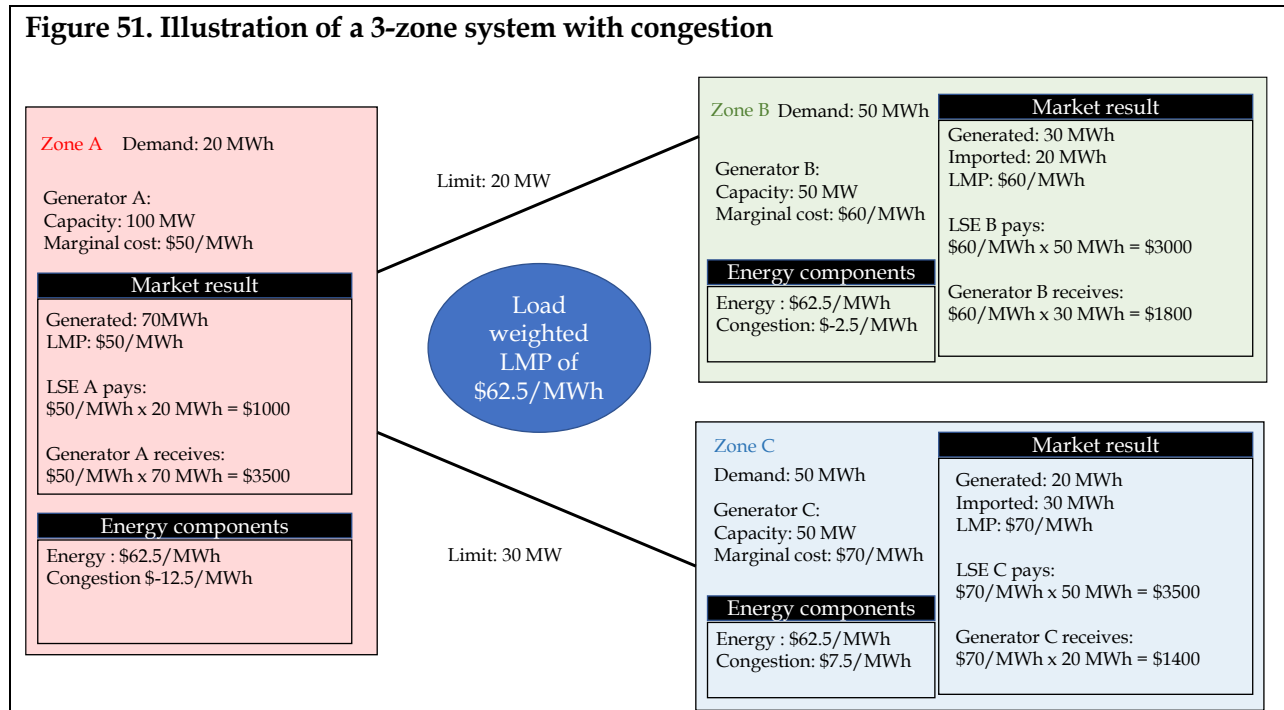 Figure 51. Illustration of a 3-zone system with congestion
Zone A Demand: 20 MWh
Generator A:
Capacity: 100 MW
Marginal cost: $50/MWh
Market result
Generated: 70MWh
LMP: $50/MWh
LSE A pays:
$50/MWh x 20 MWh = $1000
Generator A receives:
$50/MWh x 70 MWh = $3500
Energy components
Energy : $62.5/MWh
Congestion $-12.5/MWh
Limit: 20 MW
Load
weighted
LMP of
$62.5/MWh
Limit: 30 MW
Zone B Demand: 50 MWh
Generator B:
Capacity: 50 MW
Marginal cost: $60/MWh
Energy components
Energy : $62.5/MWh
Congestion: $-2.5/MWh
Market result
Generated: 30 MWh
Imported: 20 MWh
LMP: $60/MWh
LSE B pays:
$60/MWh x 50 MWh = $3000
Generator B receives:
$60/MWh x 30 MWh = $1800
Zone C
Demand: 50 MWh
Generator C:
Capacity: 50 MW
Marginal cost: $70/MWh
Energy components
Energy : $62.5/MWh
Congestion: $7.5/MWh
Market result
Generated: 20 MWh
Imported: 30 MWh
LMP: $70/MWh
LSE C pays:
$70/MWh x 50 MWh = $3500
Generator C receives:
$70/MWh x 20 MWh = $1400